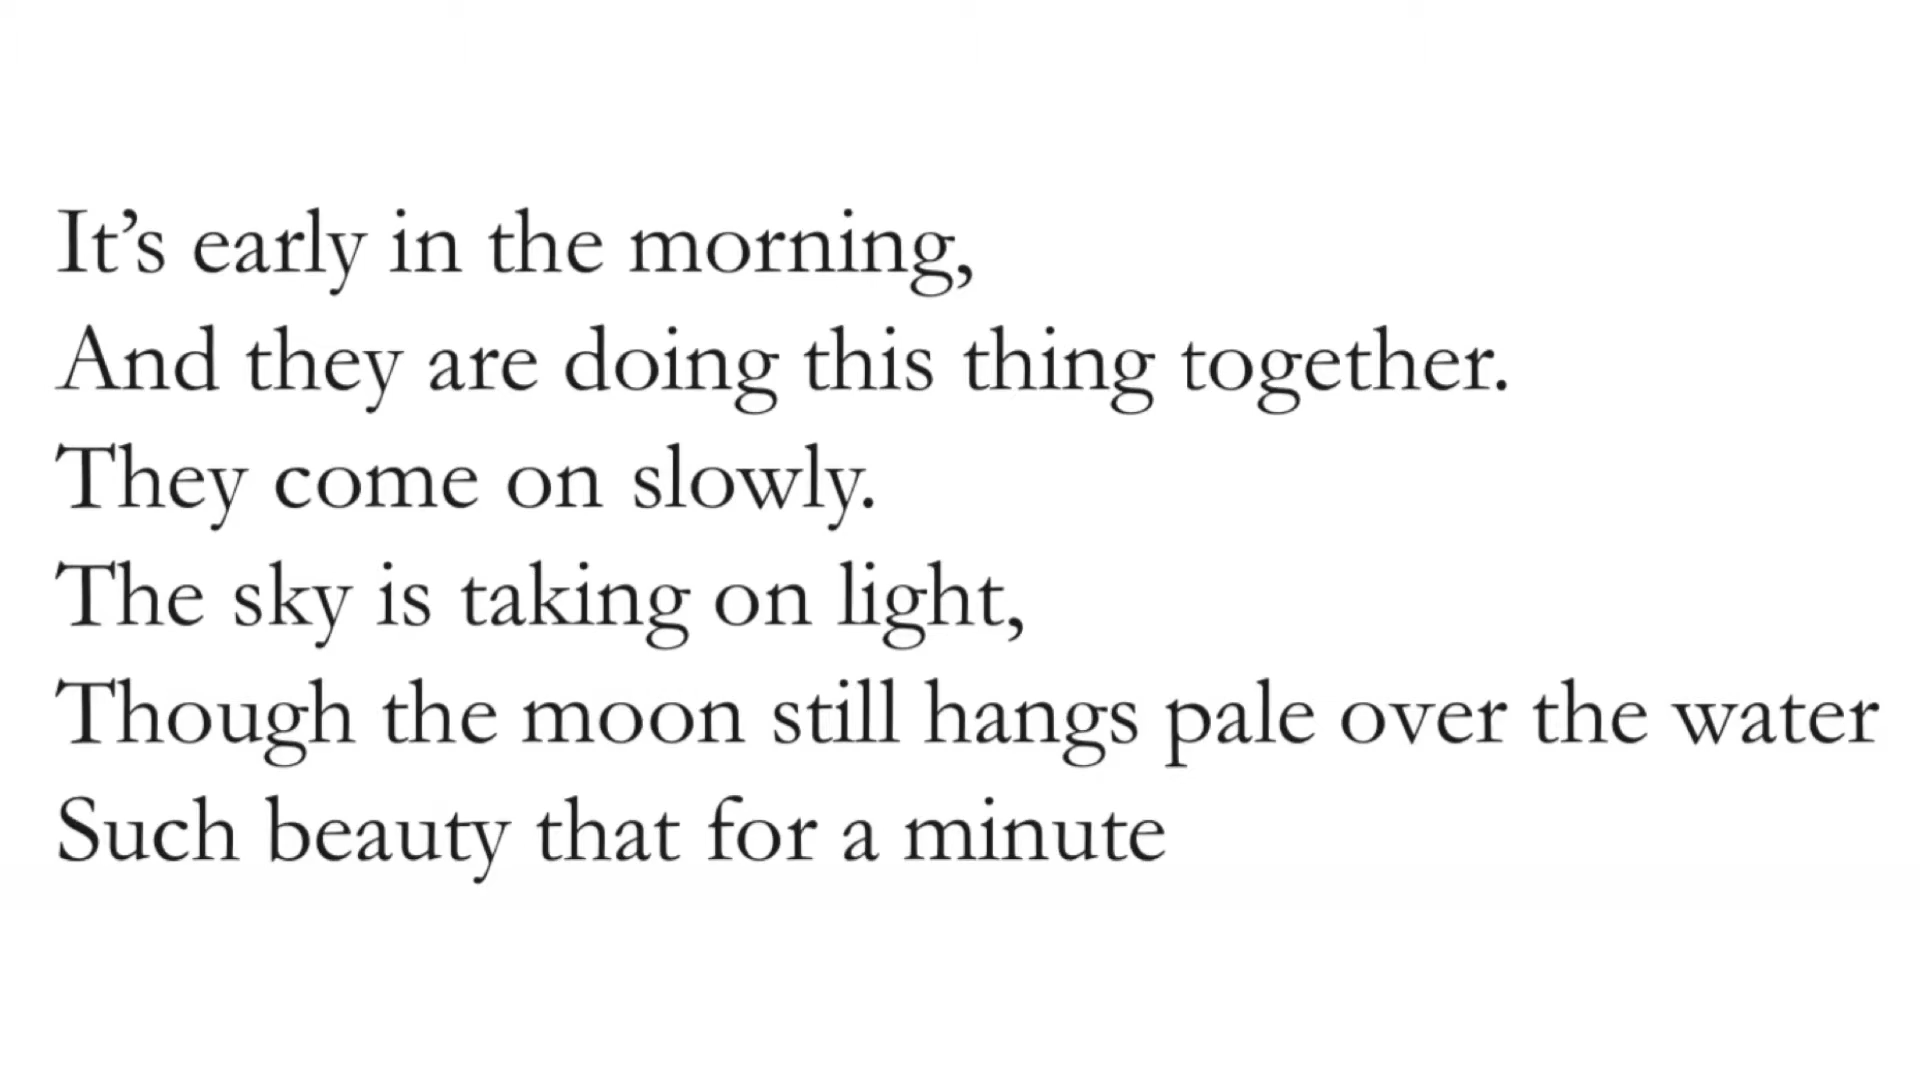 It’s early in the morning,
And they are doing this thing together.
They come on slowly.
The sky is taking on light,
Though the moon still hangs pale over the water
Such beauty that for a minute